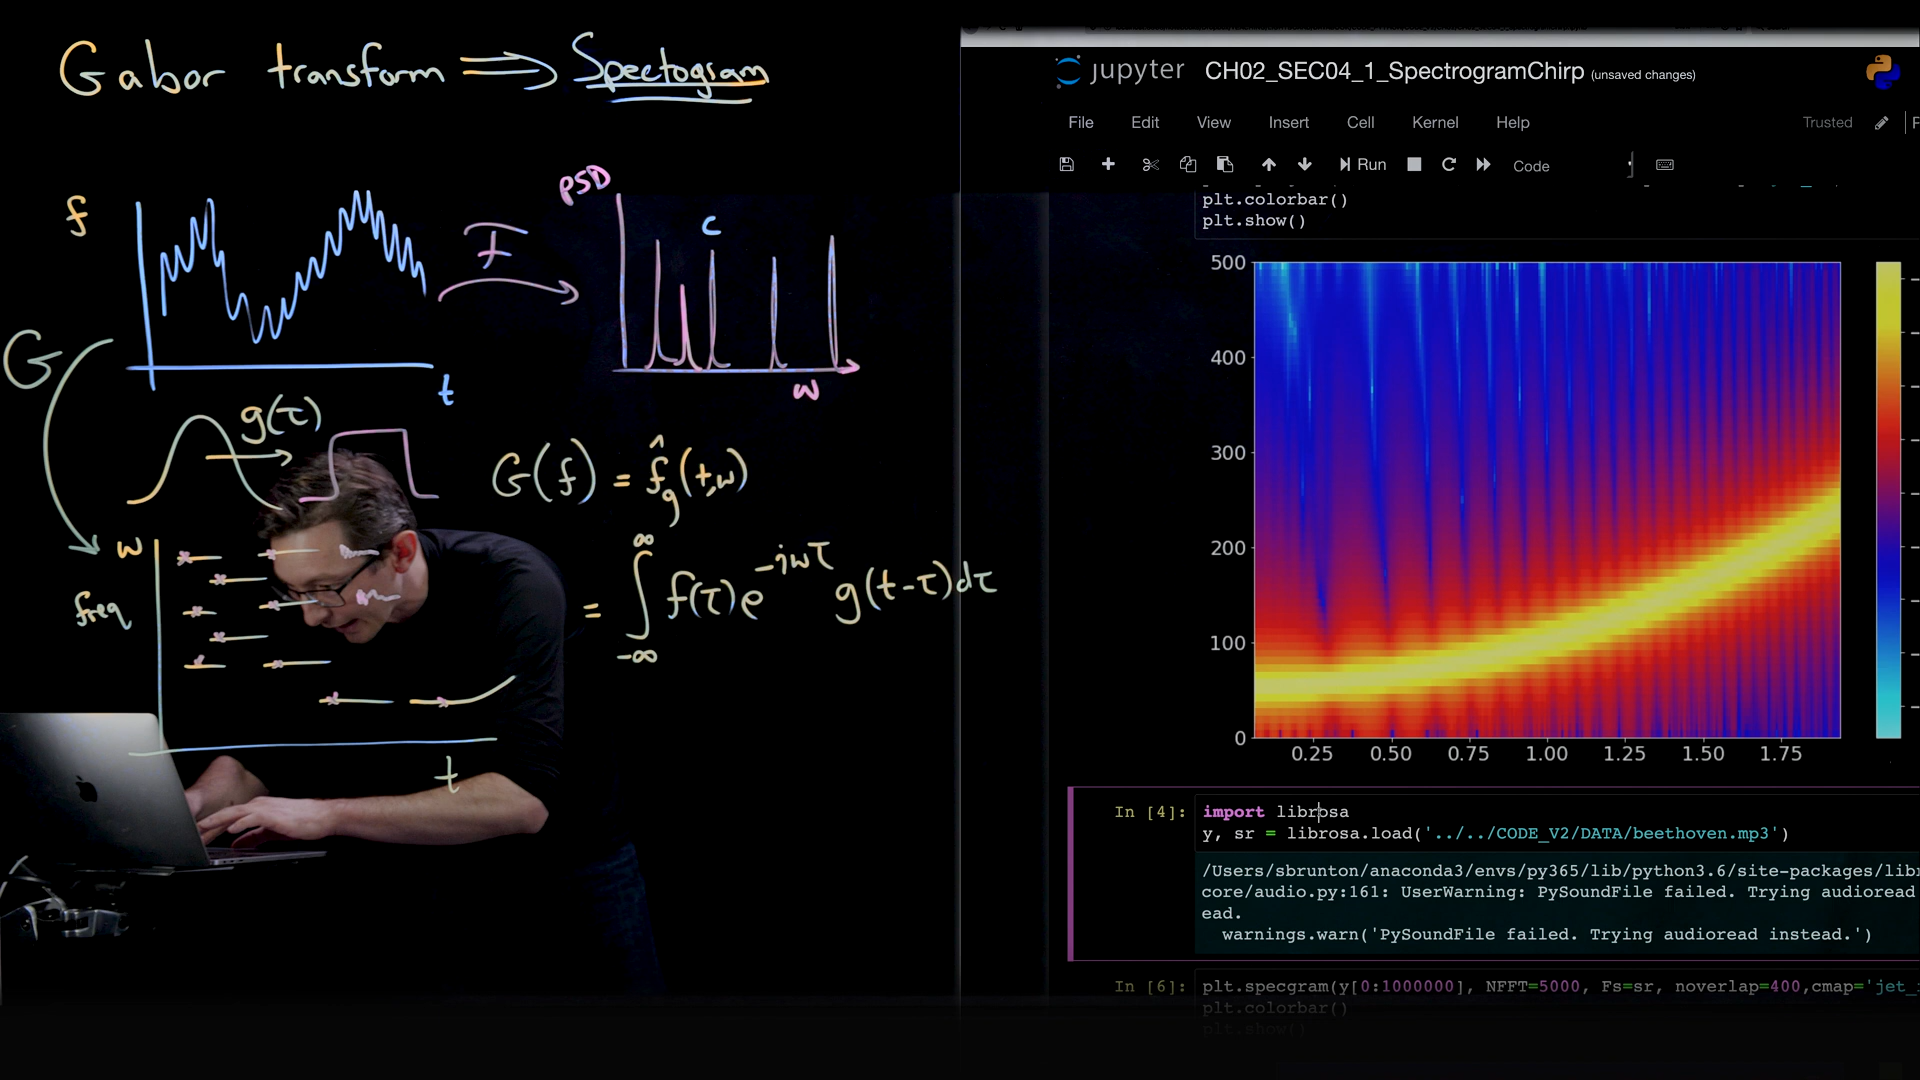 Gabor transform ⟹ Spectogram
f
t
F
PSD
c
w
G
g(τ)
G(f) = f̂g(t,w)
= ∫ ∞ -∞ f(τ)e^-jwτ g(t-τ)dτ
w
freq
t
jupyter CH02_SEC04_1_SpectrogramChirp (unsaved changes)
File Edit View Insert Cell Kernel Help Trusted
Run Code
plt.colorbar()
plt.show()
500
400
300
200
100
0
0.25 0.50 0.75 1.00 1.25 1.50 1.75
In [4]: import librosa
y, sr = librosa.load('../../CODE_V2/DATA/beethoven.mp3')
/Users/sbrunton/anaconda3/envs/py365/lib/python3.6/site-packages/lib
core/audio.py:161: UserWarning: PySoundFile failed. Trying audioread
ead.
warnings.warn('PySoundFile failed. Trying audioread instead.')
In [6]: plt.specgram(y[0:1000000], NFFT=5000, Fs=sr, noverlap=400,cmap='jet_
plt.colorbar()
plt.show()